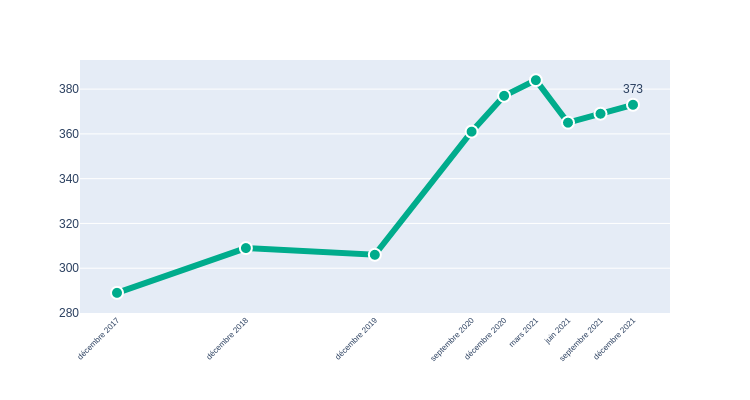 380
360
340
320
300
280
373
décembre 2017
décembre 2018
décembre 2019
septembre 2020
décembre 2020
mars 2021
juin 2021
septembre 2021
décembre 2021